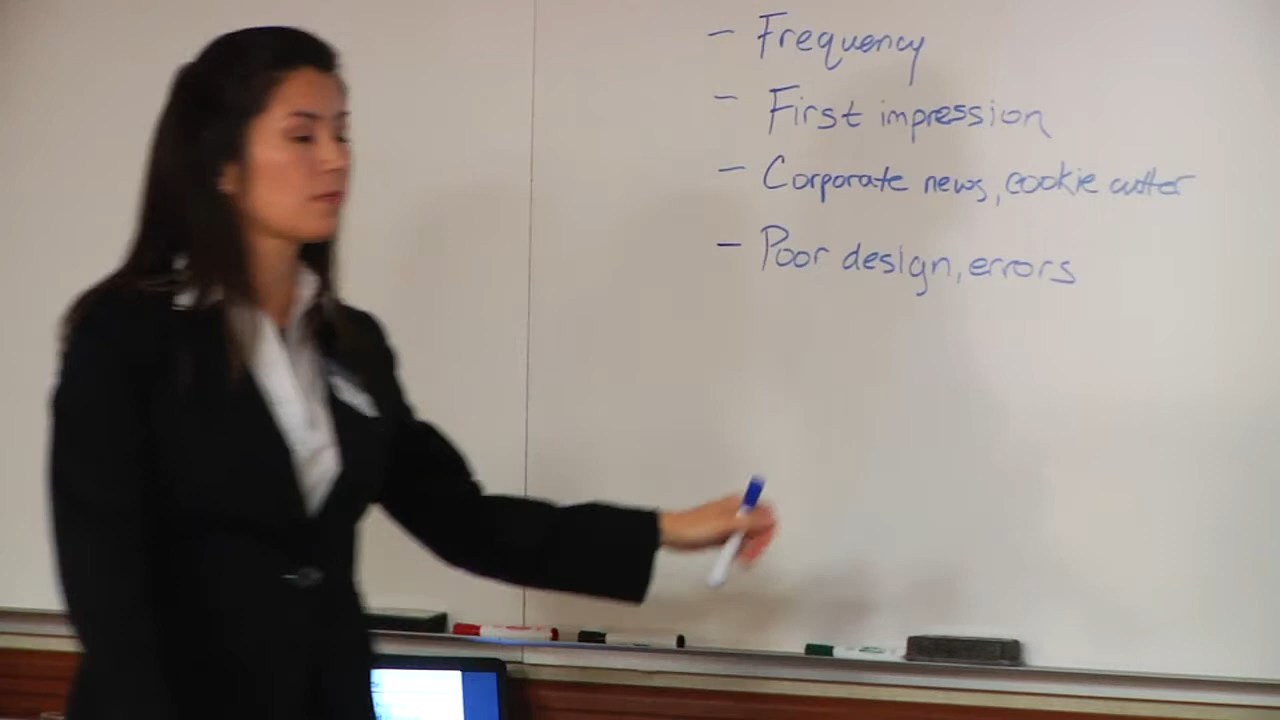 - Frequency
- First impression
- Corporate news, cookie cutter
- Poor design, errors